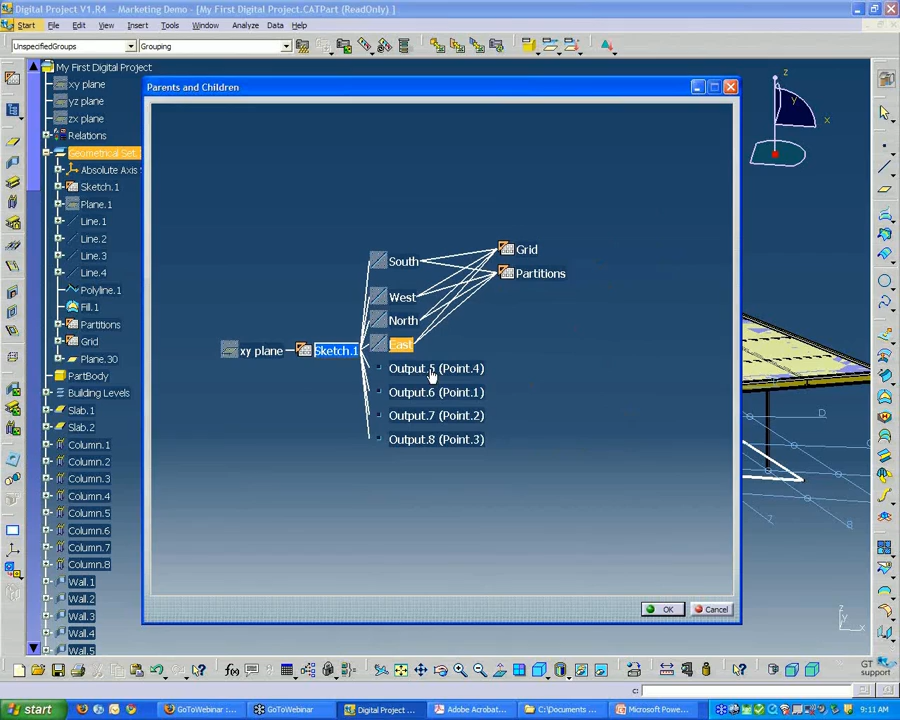 Digital Project V1,R4 - Marketing Demo - [My First Digital Project.CATPart (ReadOnly) ]
Start File Edit View Insert Tools Window Analyze Data Help
UnspecifiedGroups Grouping
My First Digital Project
xy plane
yz plane
zx plane
Relations
Geometrical Set.
Absolute Axis S
Sketch.1
Plane.1
Line.1
Line.2
Line.3
Line.4
Polyline.1
Fill.1
Partitions
Grid
Plane.30
PartBody
Building Levels
Slab.1
Slab.2
Column.1
Column.2
Column.3
Column.4
Column.5
Column.6
Column.7
Column.8
Wall.1
Wall.2
Wall.3
Wall.4
Wall.5
Parents and Children
South
Grid
Partitions
West
North
East
xy plane
Sketch.1
Output.5 (Point.4)
Output.6 (Point.1)
Output.7 (Point.2)
Output.8 (Point.3)
OK Cancel
z
y
x
D
7
8
z
x
GT
support
c:
start GoToWebinar :... GoToWebinar Digital Project ... Adobe Acrobat... C:\Documents ... Microsoft Powe... 9:11 AM